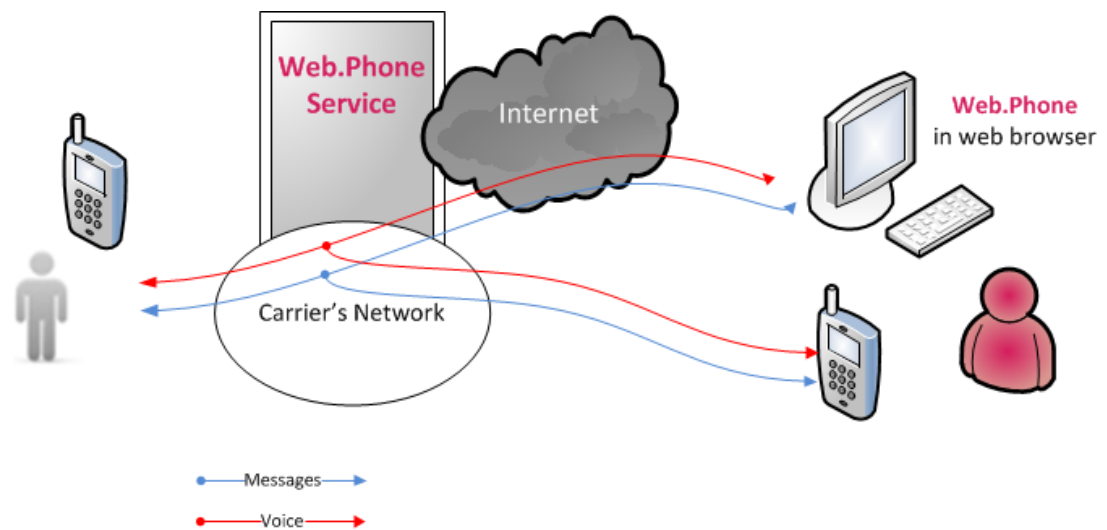 Web.Phone
Service
Internet
Web.Phone
in web browser
Carrier's Network
Messages
Voice